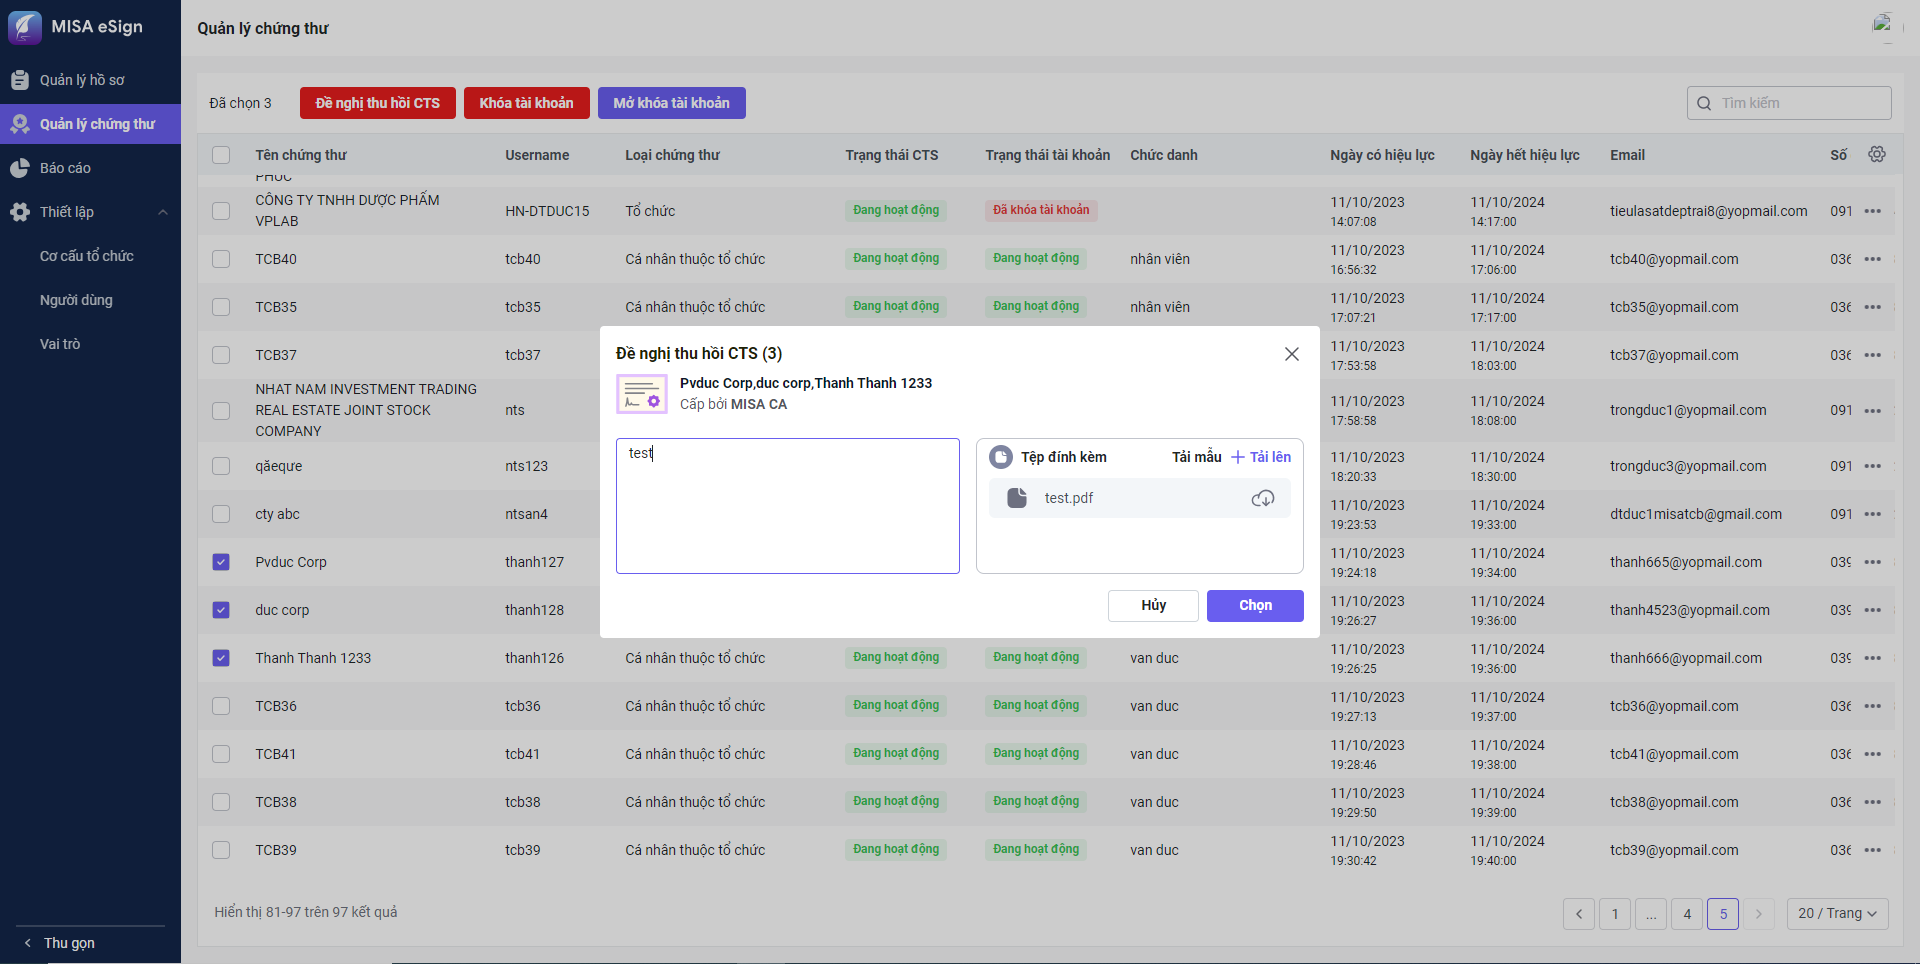 MISA eSign
Quản lý chứng thư
Quản lý hồ sơ
Quản lý chứng thư
Báo cáo
Thiết lập
Cơ cấu tổ chức
Người dùng
Vai trò
Thu gọn
Đã chọn 3
Đề nghị thu hồi CTS
Khóa tài khoản
Mở khóa tài khoản
Tìm kiếm
Tên chứng thư Username Loại chứng thư Trạng thái CTS Trạng thái tài khoản Chức danh Ngày có hiệu lực Ngày hết hiệu lực Email Số
PHÚC
CÔNG TY TNHH DƯỢC PHẨM
VPLAB
HN-DTDUC15 Tổ chức Đang hoạt động Đã khóa tài khoản 11/10/2023 11/10/2024 tieulasatdeptrai8@yopmail.com 091
14:07:08 14:17:00
TCB40 tcb40 Cá nhân thuộc tổ chức Đang hoạt động Đang hoạt động nhân viên 11/10/2023 11/10/2024 tcb40@yopmail.com 036
16:56:32 17:06:00
TCB35 tcb35 Cá nhân thuộc tổ chức Đang hoạt động Đang hoạt động nhân viên 11/10/2023 11/10/2024 tcb35@yopmail.com 036
17:07:21 17:17:00
TCB37 tcb37 11/10/2023 11/10/2024 tcb37@yopmail.com 036
17:53:58 18:03:00
NHAT NAM INVESTMENT TRADING
REAL ESTATE JOINT STOCK
COMPANY
nts 11/10/2023 11/10/2024 trongduc1@yopmail.com 091
17:58:58 18:08:00
qăeqưe nts123 11/10/2023 11/10/2024 trongduc3@yopmail.com 091
18:20:33 18:30:00
cty abc ntsan4 11/10/2023 11/10/2024 dtduc1misatcb@gmail.com 091
19:23:53 19:33:00
Pvduc Corp thanh127 11/10/2023 11/10/2024 thanh665@yopmail.com 039
19:24:18 19:34:00
duc corp thanh128 11/10/2023 11/10/2024 thanh4523@yopmail.com 039
19:26:27 19:36:00
Thanh Thanh 1233 thanh126 Cá nhân thuộc tổ chức Đang hoạt động Đang hoạt động van duc 11/10/2023 11/10/2024 thanh666@yopmail.com 039
19:26:25 19:36:00
TCB36 tcb36 Cá nhân thuộc tổ chức Đang hoạt động Đang hoạt động van duc 11/10/2023 11/10/2024 tcb36@yopmail.com 036
19:27:13 19:37:00
TCB41 tcb41 Cá nhân thuộc tổ chức Đang hoạt động Đang hoạt động van duc 11/10/2023 11/10/2024 tcb41@yopmail.com 036
19:28:46 19:38:00
TCB38 tcb38 Cá nhân thuộc tổ chức Đang hoạt động Đang hoạt động van duc 11/10/2023 11/10/2024 tcb38@yopmail.com 036
19:29:50 19:39:00
TCB39 tcb39 Cá nhân thuộc tổ chức Đang hoạt động Đang hoạt động van duc 11/10/2023 11/10/2024 tcb39@yopmail.com 036
19:30:42 19:40:00
Hiển thị 81-97 trên 97 kết quả
1 ... 4 5
20 / Trang
Đề nghị thu hồi CTS (3)
Pvduc Corp,duc corp,Thanh Thanh 1233
Cấp bởi MISA CA
test
Tệp đính kèm Tải mẫu Tải lên
test.pdf
Hủy Chọn